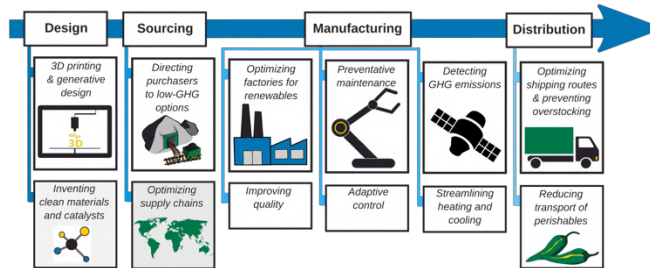 Design
Sourcing
Manufacturing
Distribution
3D printing
& generative
design
3D
Directing
purchasers
to low-GHG
options
Optimizing
factories for
renewables
Preventative
maintenance
Detecting
GHG emissions
Optimizing
shipping routes
& preventing
overstocking
Inventing
clean materials
and catalysts
Optimizing
supply chains
Improving
quality
Adaptive
control
Streamlining
heating and
cooling
Reducing
transport of
perishables